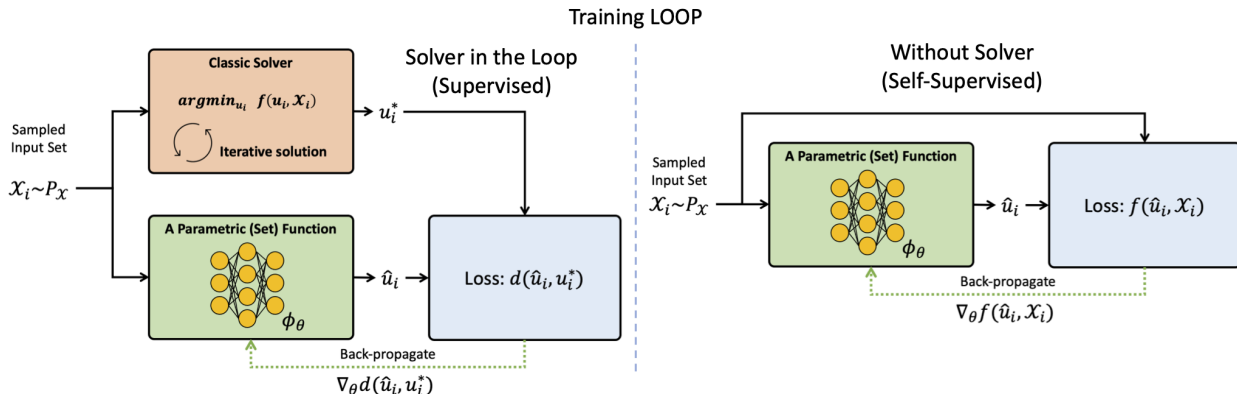 Training LOOP
Solver in the Loop
(Supervised)
Classic Solver
argmin_{u_i} f(u_i, 𝒳_i)
Iterative solution
u_i^*
Sampled
Input Set
𝒳_i~P_𝒳
A Parametric (Set) Function
ϕ_θ
û_i
Loss: d(û_i, u_i^*)
Back-propagate
∇_θ d(û_i, u_i^*)
Without Solver
(Self-Supervised)
Sampled
Input Set
𝒳_i~P_𝒳
A Parametric (Set) Function
ϕ_θ
û_i
Loss: f(û_i, 𝒳_i)
Back-propagate
∇_θ f(û_i, 𝒳_i)